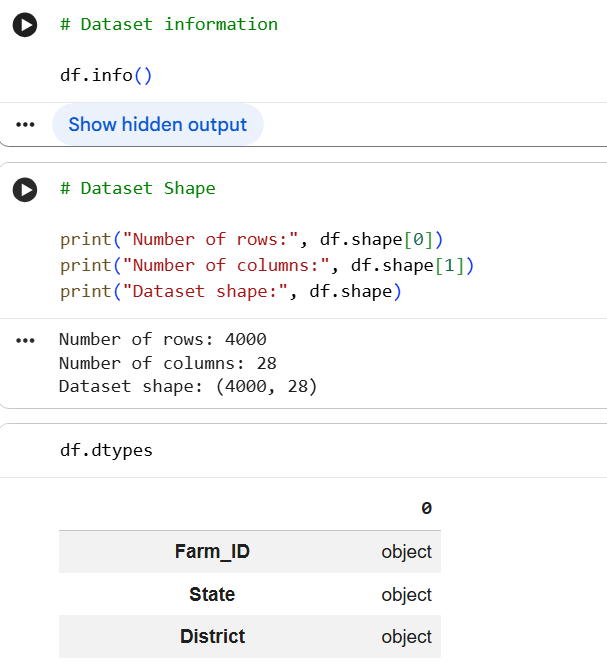 # Dataset information
df.info()
Show hidden output
# Dataset Shape
print("Number of rows:", df.shape[0])
print("Number of columns:", df.shape[1])
print("Dataset shape:", df.shape)
Number of rows: 4000
Number of columns: 28
Dataset shape: (4000, 28)
df.dtypes
0
Farm_ID object
State object
District object